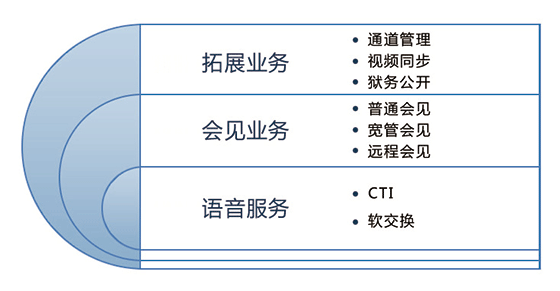 拓展业务
• 通道管理
• 视频同步
• 狱务公开
会见业务
• 普通会见
• 宽管会见
• 远程会见
语音服务
• CTI
• 软交换